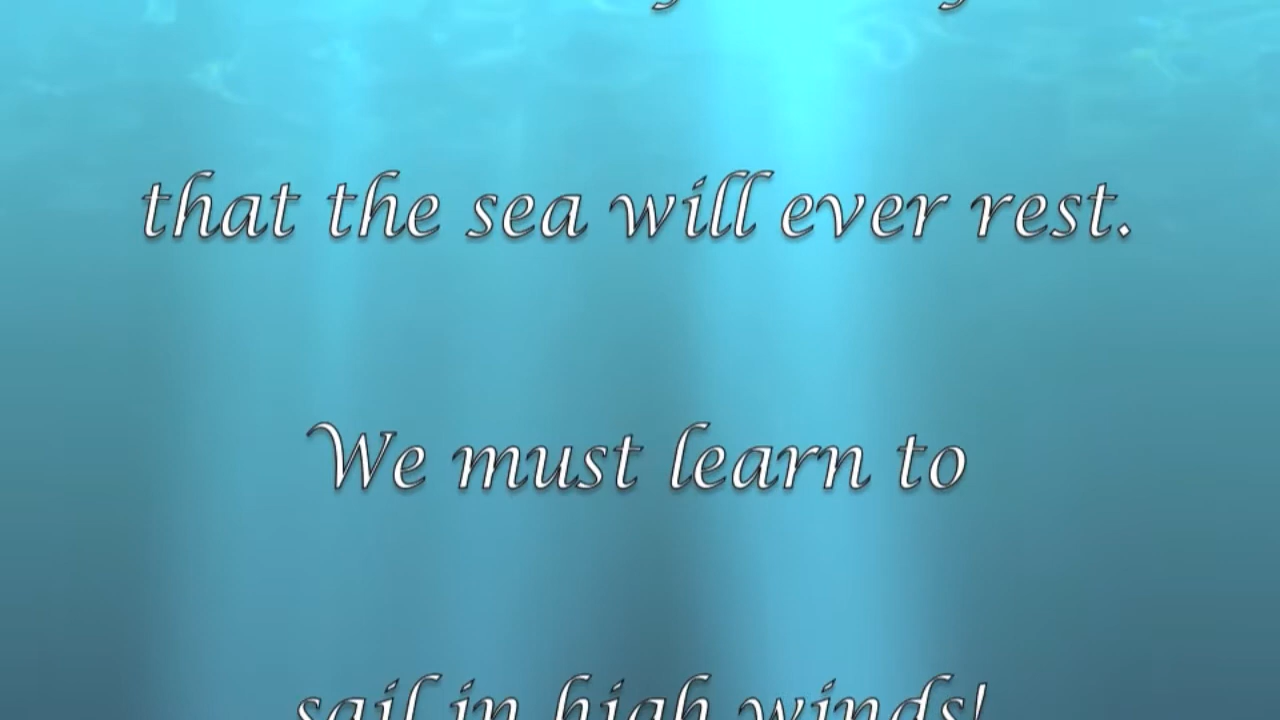 that the sea will ever rest.
We must learn to
sail in high winds!